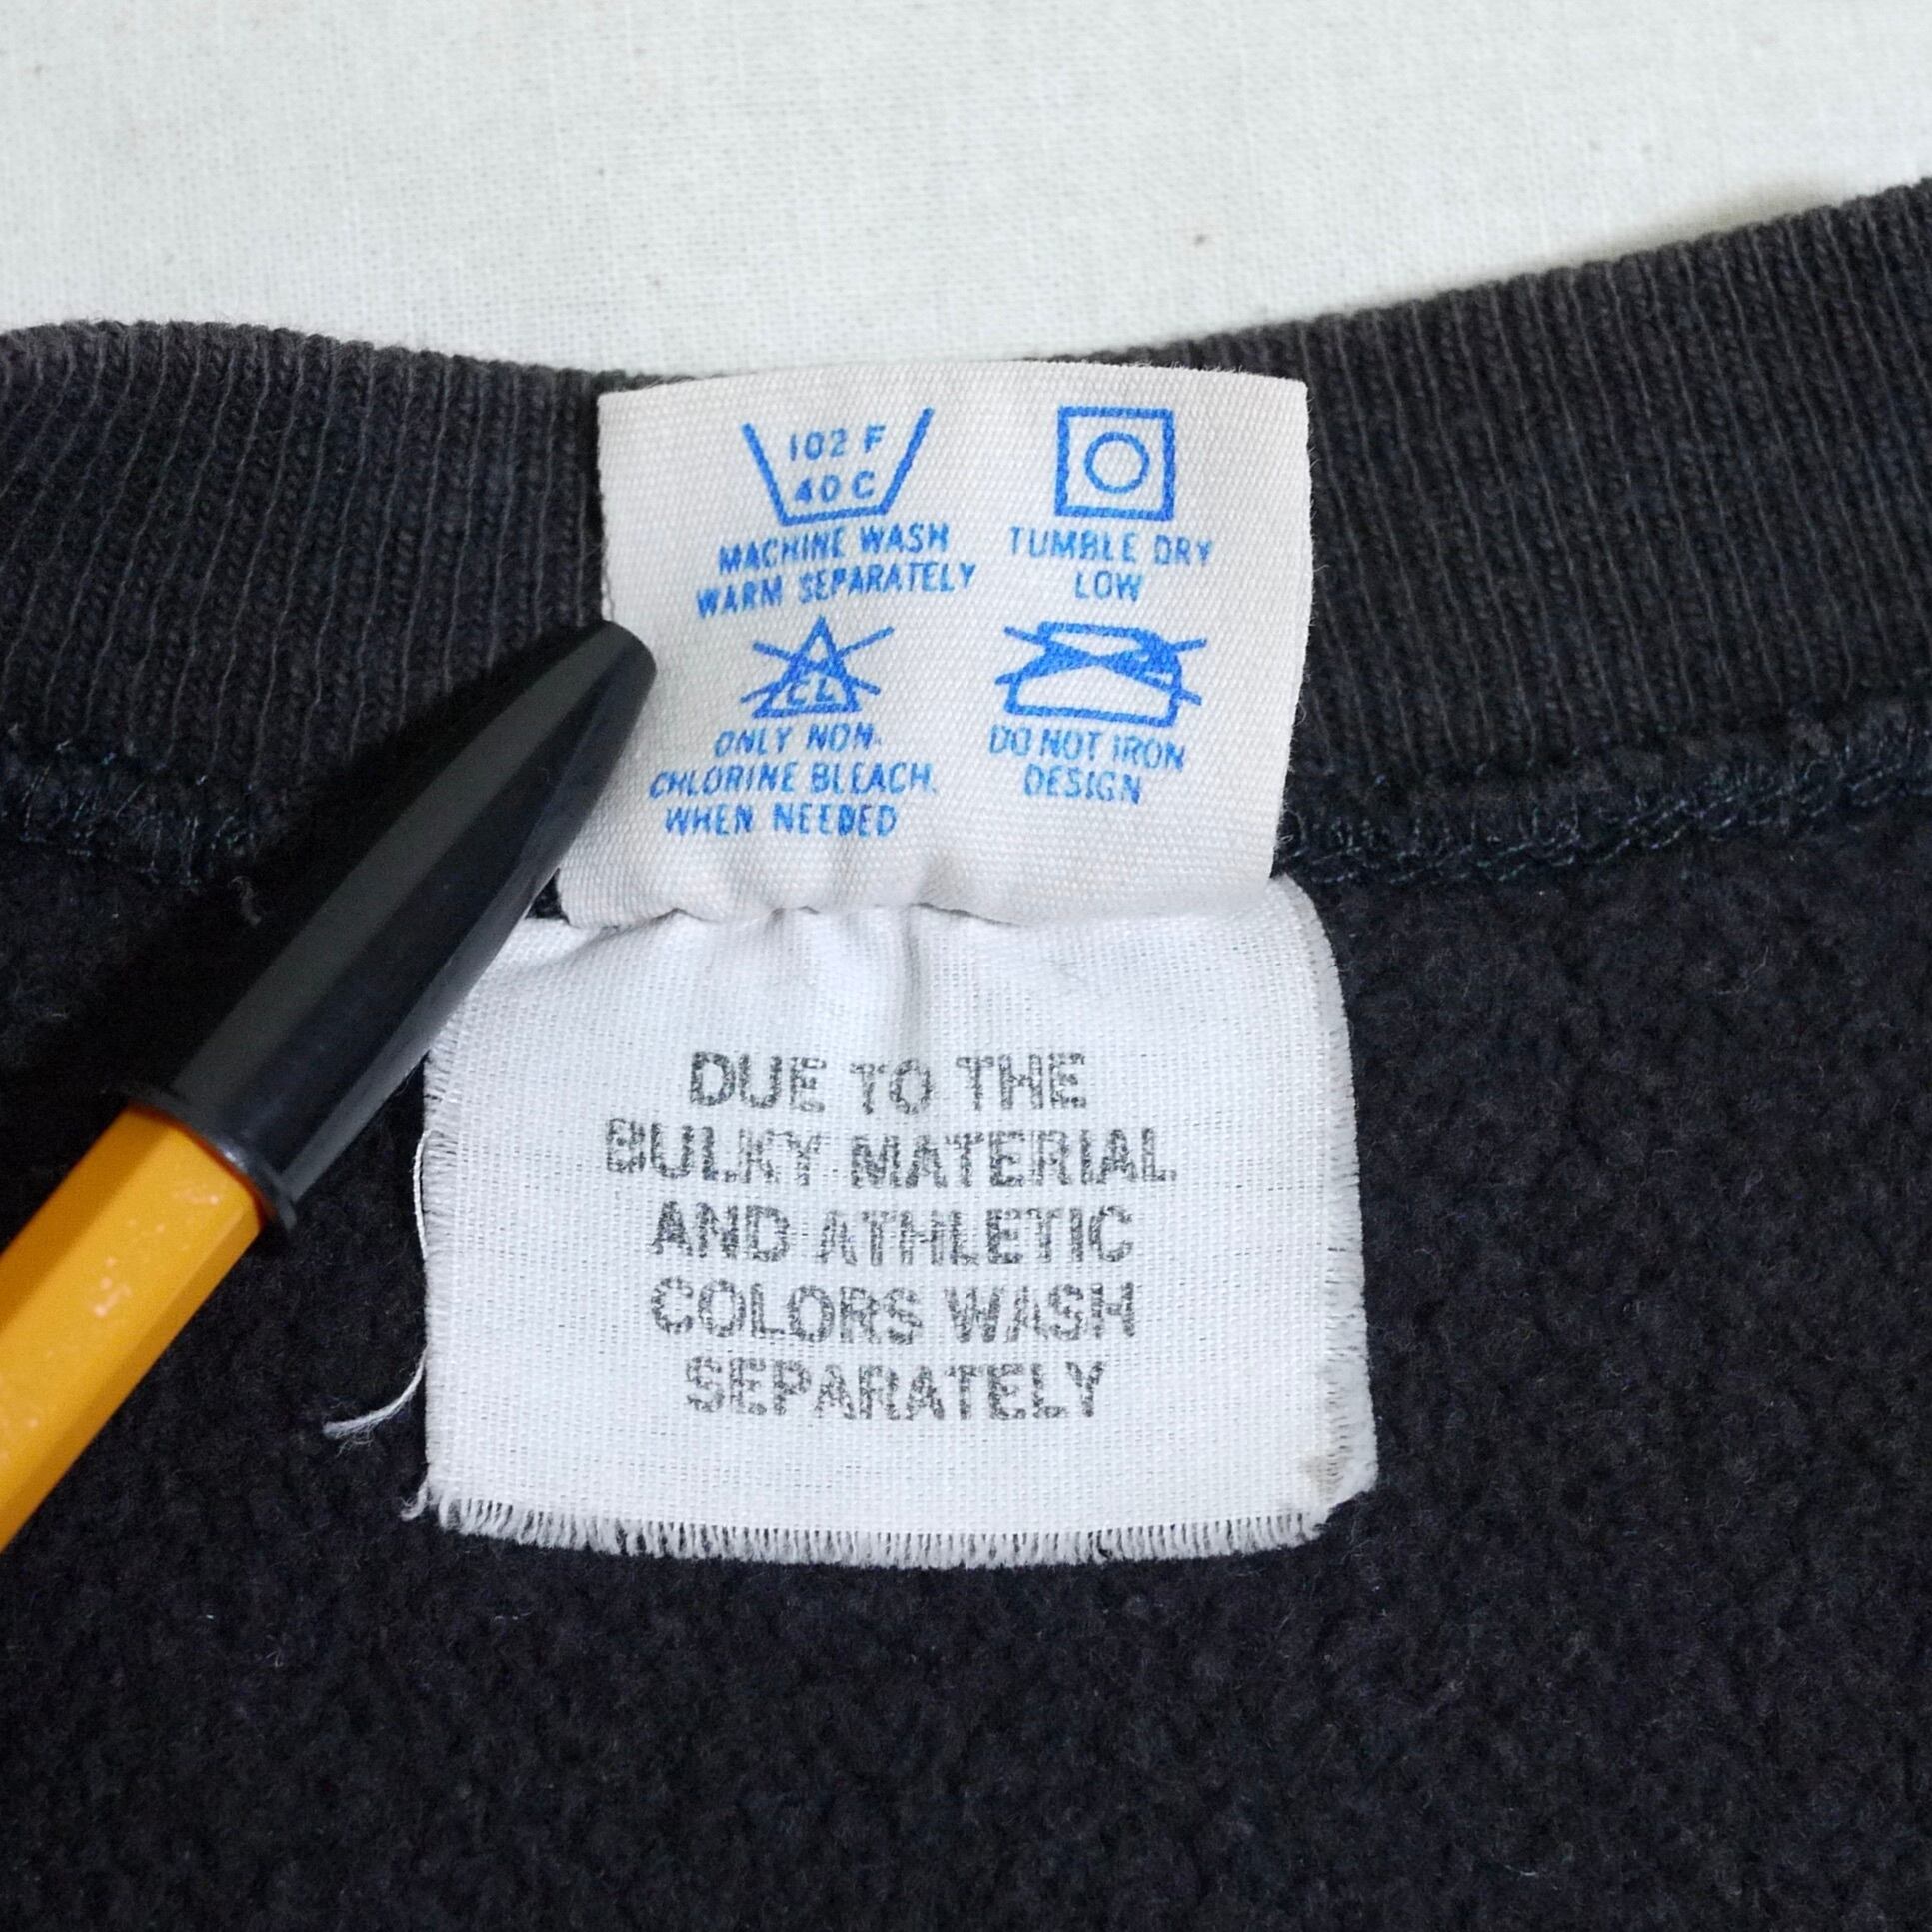 102 F
40 C
MACHINE WASH
WARM SEPARATELY
TUMBLE DRY
LOW
CL
ONLY NON-
CHLORINE BLEACH
WHEN NEEDED
DO NOT IRON
DESIGN
DUE TO THE
BULKY MATERIAL
AND ATHLETIC
COLORS WASH
SEPARATELY